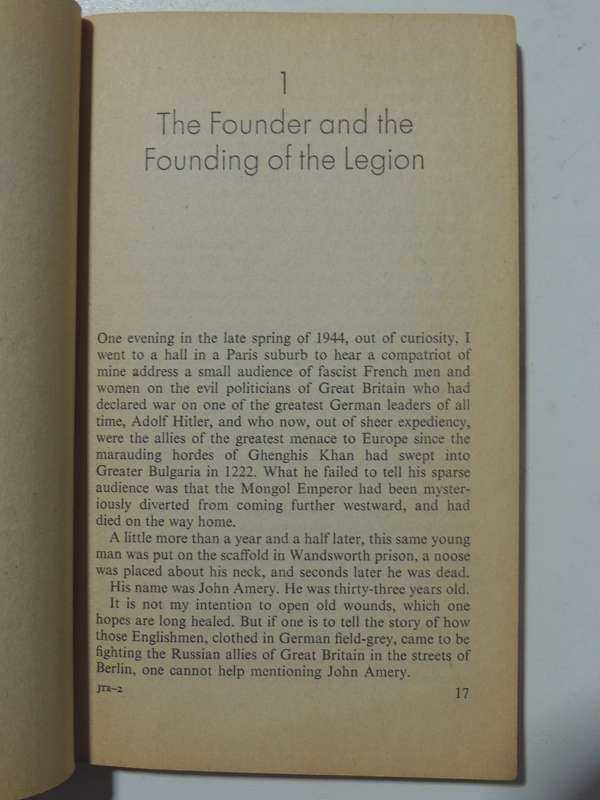 1
The Founder and the
Founding of the Legion
One evening in the late spring of 1944, out of curiosity, I
went to a hall in a Paris suburb to hear a compatriot of
mine address a small audience of fascist French men and
women on the evil politicians of Great Britain who had
declared war on one of the greatest German leaders of all
time, Adolf Hitler, and who now, out of sheer expediency,
were the allies of the greatest menace to Europe since the
marauding hordes of Ghenghis Khan had swept into
Greater Bulgaria in 1222. What he failed to tell his sparse
audience was that the Mongol Emperor had been myster-
iously diverted from coming further westward, and had
died on the way home.
A little more than a year and a half later, this same young
man was put on the scaffold in Wandsworth prison, a noose
was placed about his neck, and seconds later he was dead.
His name was John Amery. He was thirty-three years old.
It is not my intention to open old wounds, which one
hopes are long healed. But if one is to tell the story of how
those Englishmen, clothed in German field-grey, came to be
fighting the Russian allies of Great Britain in the streets of
Berlin, one cannot help mentioning John Amery.
JTR–2
17